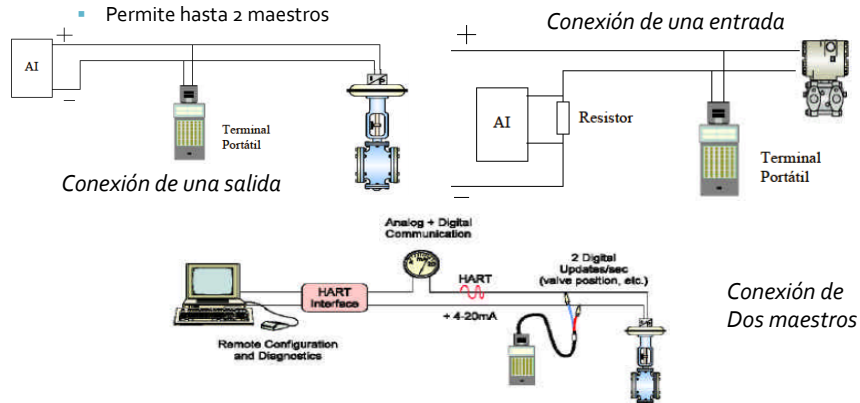 ▪ Permite hasta 2 maestros
Conexión de una entrada
+
AI
–
Terminal
Portátil
Conexión de una salida
+
AI
Resistor
Terminal
Portátil
–
Analog + Digital
Communication
HART
Interface
HART
+ 4-20mA
2 Digital
Updates/sec
(valve position, etc.)
Remote Configuration
and Diagnostics
Conexión de
Dos maestros